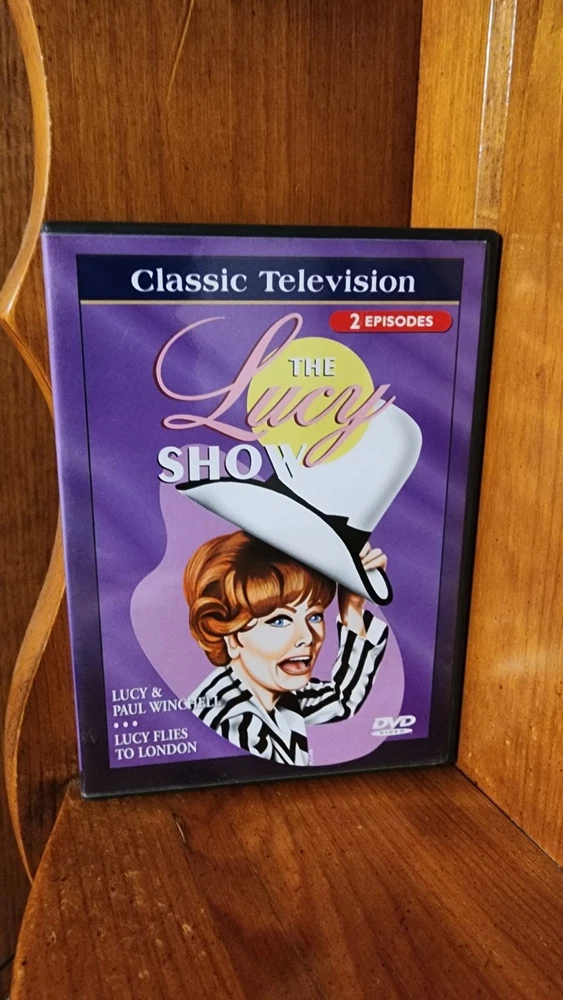 Classic Television
2 EPISODES
THE
Lucy
SHOW
LUCY &
PAUL WINCHELL
•••
LUCY FLIES
TO LONDON
DVD
VIDEO